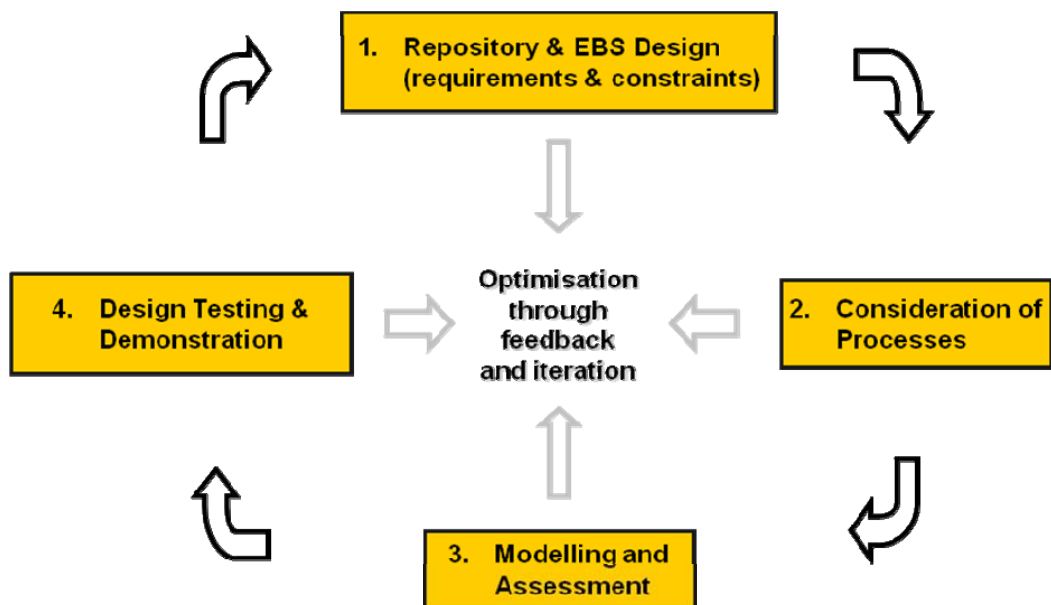 1. Repository & EBS Design
(requirements & constraints)
Optimisation
through
feedback
and iteration
4. Design Testing &
Demonstration
2. Consideration of
Processes
3. Modelling and
Assessment